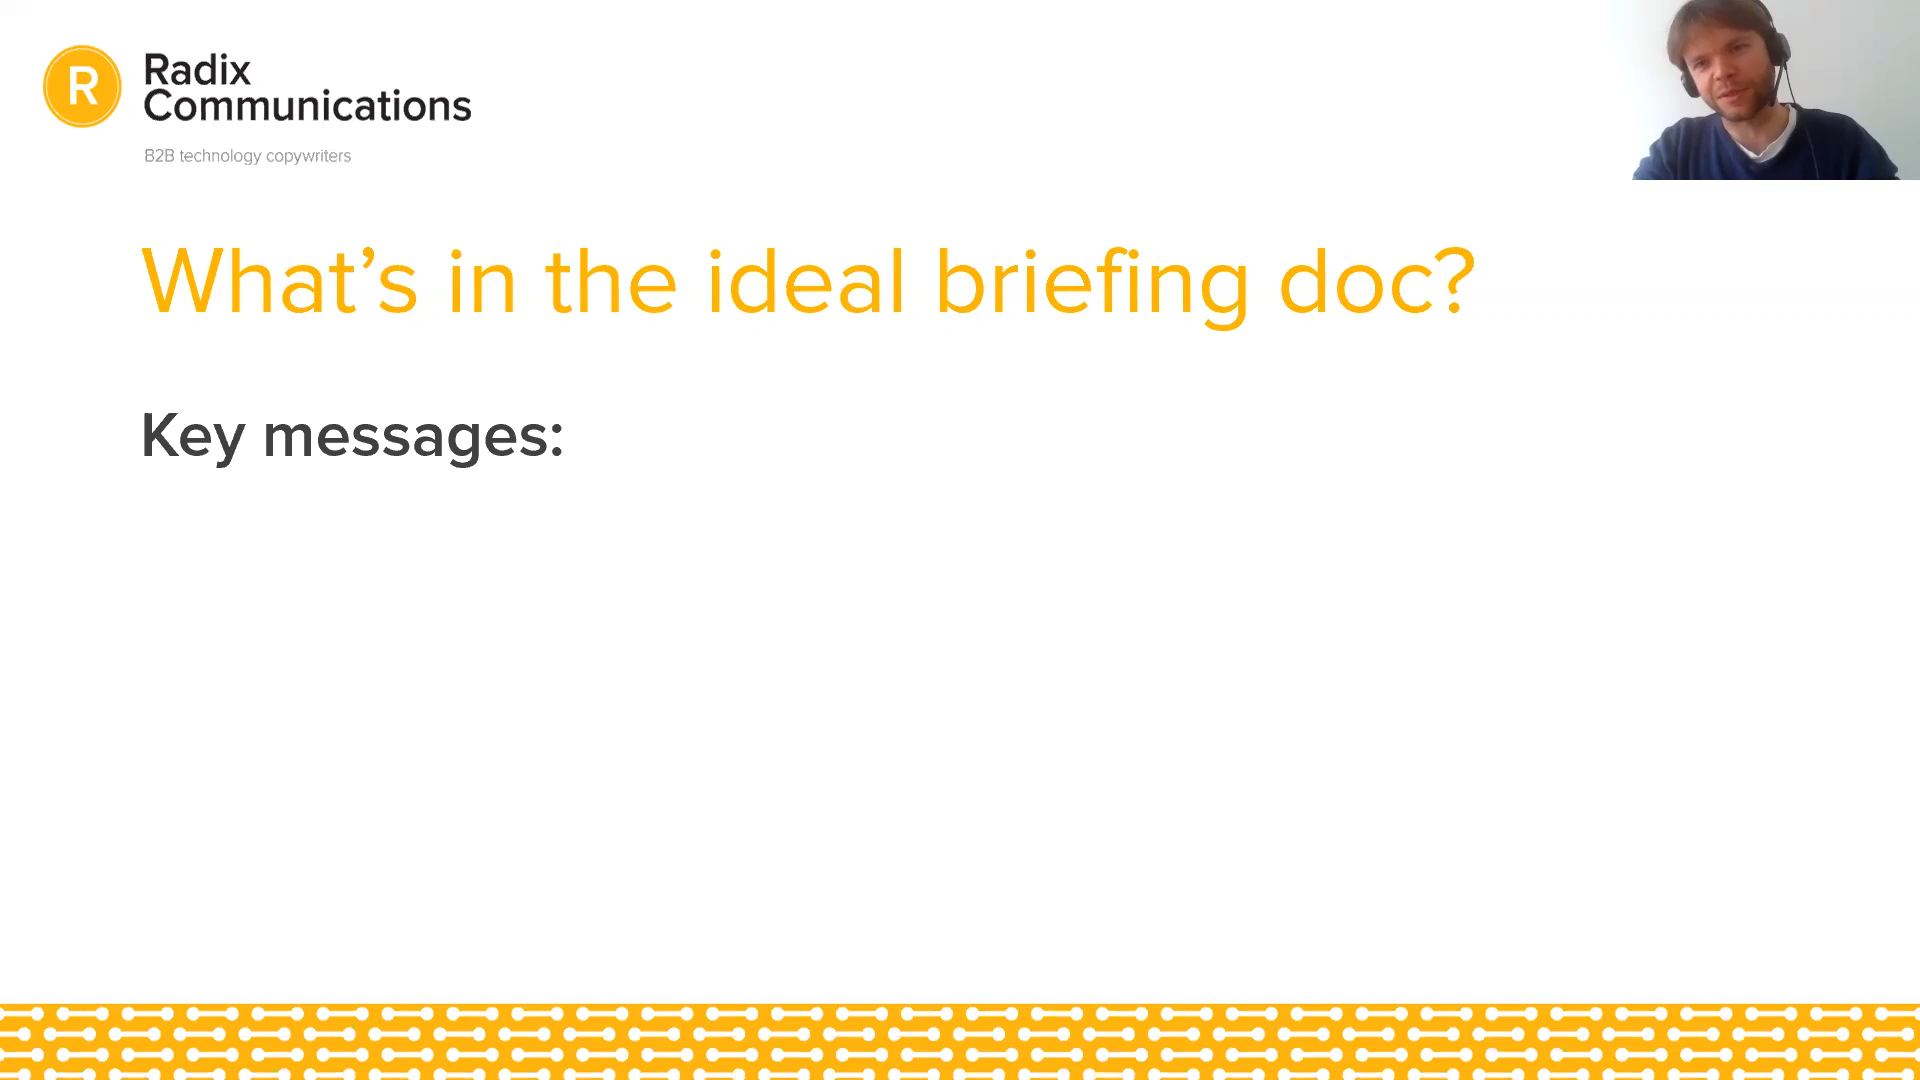 R
Radix
Communications
B2B technology copywriters
What’s in the ideal briefing doc?
Key messages: